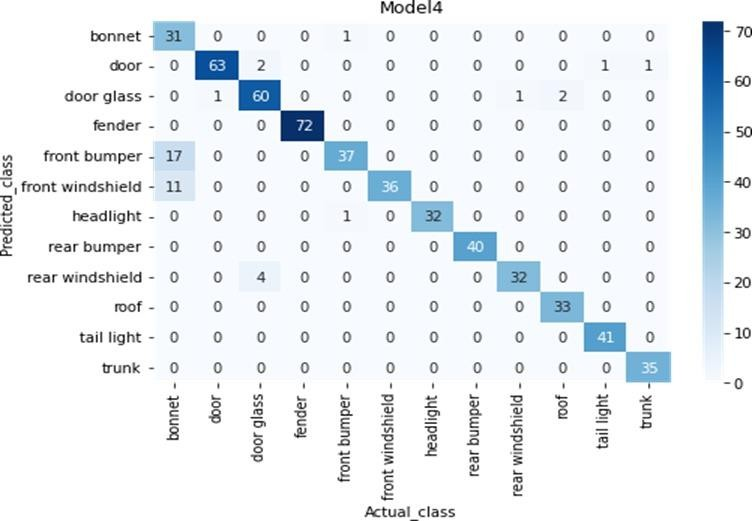 Model4
bonnet 31 0 0 0 1 0 0 0 0 0 0 0
door 0 63 2 0 0 0 0 0 0 0 1 1
door glass 0 1 60 0 0 0 0 0 1 2 0 0
fender 0 0 0 72 0 0 0 0 0 0 0 0
front bumper 17 0 0 0 37 0 0 0 0 0 0 0
front windshield 11 0 0 0 0 36 0 0 0 0 0 0
headlight 0 0 0 0 1 0 32 0 0 0 0 0
rear bumper 0 0 0 0 0 0 0 40 0 0 0 0
rear windshield 0 0 4 0 0 0 0 0 32 0 0 0
roof 0 0 0 0 0 0 0 0 0 33 0 0
tail light 0 0 0 0 0 0 0 0 0 0 41 0
trunk 0 0 0 0 0 0 0 0 0 0 0 35
Predicted_class
bonnet door door glass fender front bumper front windshield headlight rear bumper rear windshield roof tail light trunk
Actual_class
70
60
50
40
30
20
10
0